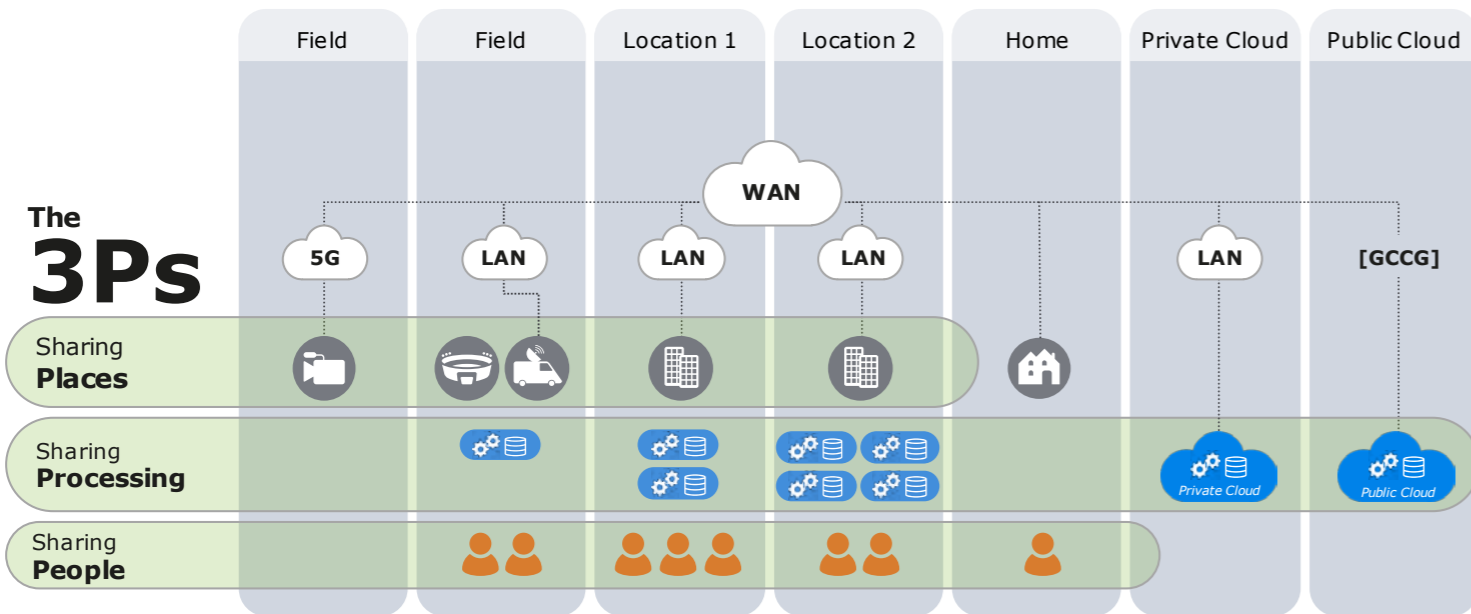 Field
Field
Location 1
Location 2
Home
Private Cloud
Public Cloud
WAN
The
3Ps
5G
LAN
LAN
LAN
LAN
[GCCG]
Sharing
Places
Sharing
Processing
Private Cloud
Public Cloud
Sharing
People